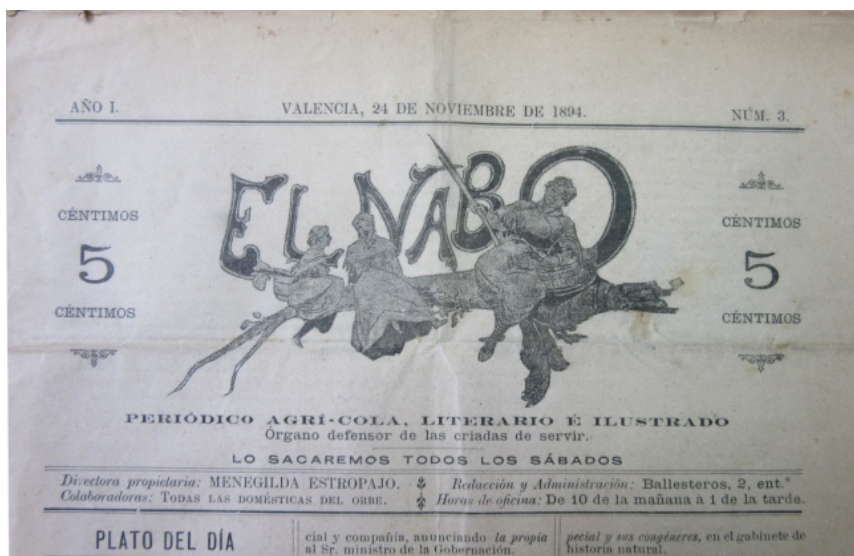 AÑO I. VALENCIA, 24 DE NOVIEMBRE DE 1894. NÚM. 3.
EL NABO
CÉNTIMOS
5
CÉNTIMOS
CÉNTIMOS
5
CÉNTIMOS
PERIÓDICO AGRÍ-COLA, LITERARIO É ILUSTRADO
Órgano defensor de las criadas de servir.
LO SACAREMOS TODOS LOS SÁBADOS
Directora propietaria: MENEGILDA ESTROPAJO.
Colaboradoras: TODAS LAS DOMÉSTICAS DEL ORBE.
Redacción y Administración: Ballesteros, 2, ent.º
Horas de oficina: De 10 de la mañana à 1 de la tarde.
PLATO DEL DÍA
cial y compañía, anunciando la propia
al Sr. ministro de la Gobernación.
pecial y sus congéneres, en el gabinete de
historia natural.